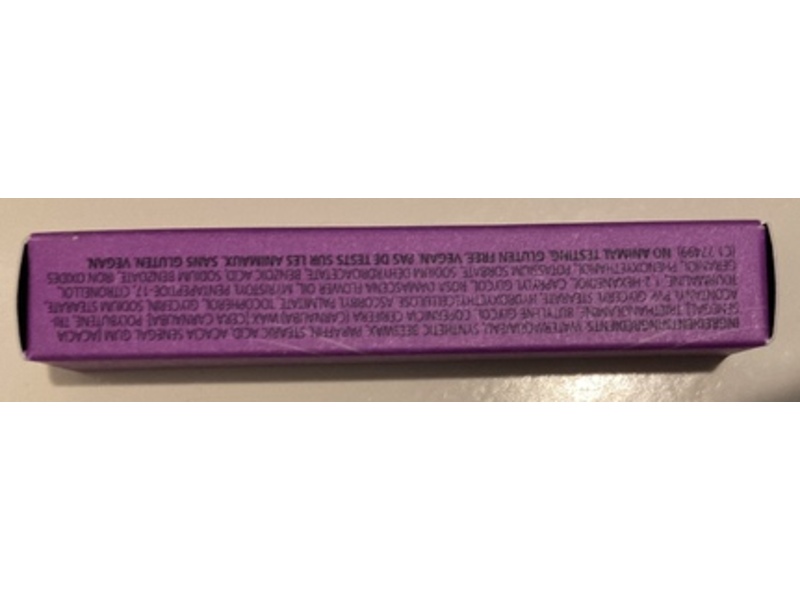 INGREDIENTS/INGRÉDIENTS: WATER/AQUA/EAU, SYNTHETIC BEESWAX, PARAFFIN, STEARIC ACID, ACACIA SENEGAL GUM [ACACIA
SENEGAL], TRIETHANOLAMINE, BUTYLENE GLYCOL, COPERNICIA CERIFERA (CARNAUBA) WAX [CERA CARNAUBA], POLYBUTENE, TRI-
ACONTANYL PVP, GLYCERYL STEARATE, HYDROXYETHYLCELLULOSE, ASCORBYL PALMITATE, TOCOPHEROL, GLYCERIN, SODIUM STEARATE,
TOURMALINE, 1,2-HEXANEDIOL, CAPRYLYL GLYCOL, ROSA DAMASCENA FLOWER OIL, MYRISTOYL PENTAPEPTIDE-17, CITRONELLOL,
GERANIOL, PHENOXYETHANOL, POTASSIUM SORBATE, SODIUM DEHYDROACETATE, BENZOIC ACID, SODIUM BENZOATE, IRON OXIDES
(CI 77499). NO ANIMAL TESTING. GLUTEN FREE. VEGAN. PAS DE TESTS SUR LES ANIMAUX. SANS GLUTEN. VEGAN.